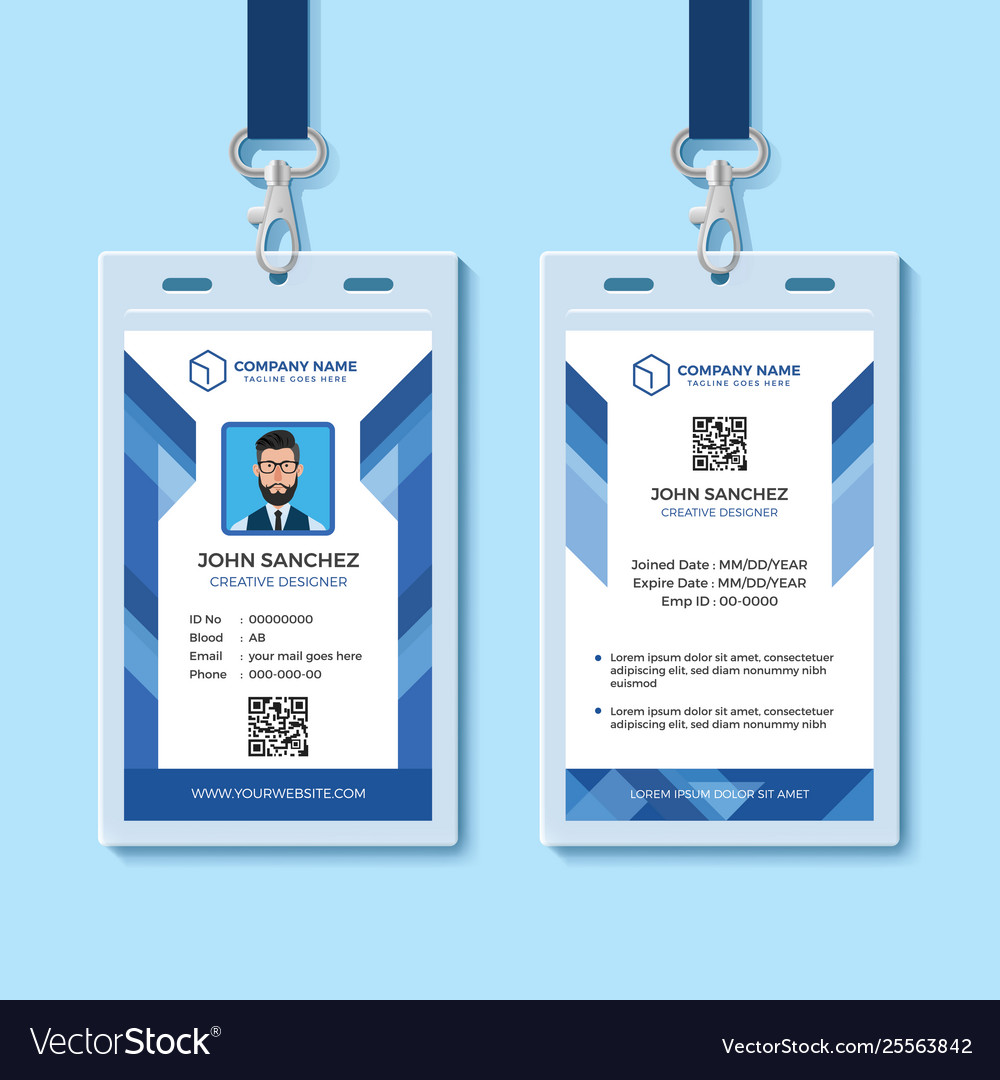 COMPANY NAME
TAGLINE GOES HERE
JOHN SANCHEZ
CREATIVE DESIGNER
ID No : 00000000
Blood : AB
Email : your mail goes here
Phone : 000-000-00
WWW.YOURWEBSITE.COM
COMPANY NAME
TAGLINE GOES HERE
JOHN SANCHEZ
CREATIVE DESIGNER
Joined Date : MM/DD/YEAR
Expire Date : MM/DD/YEAR
Emp ID : 00-0000
Lorem ipsum dolor sit amet, consectetuer
elit, sed diam nonummy nibh
euismod
Lorem ipsum dolor sit amet, consectetuer
elit, sed diam nonummy nibh
LOREM IPSUM DOLOR SIT AMET
VectorStock®
VectorStock.com/25563842